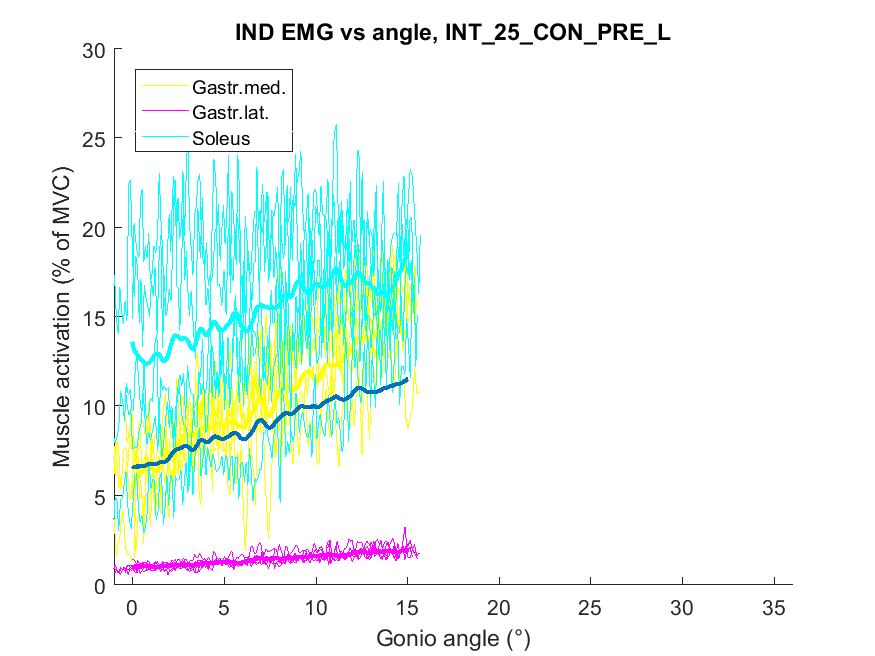 IND EMG vs angle, INT_25_CON_PRE_L
30
25
20
15
10
5
0
Muscle activation (% of MVC)
Gastr.med.
Gastr.lat.
Soleus
0 5 10 15 20 25 30 35
Gonio angle (°)